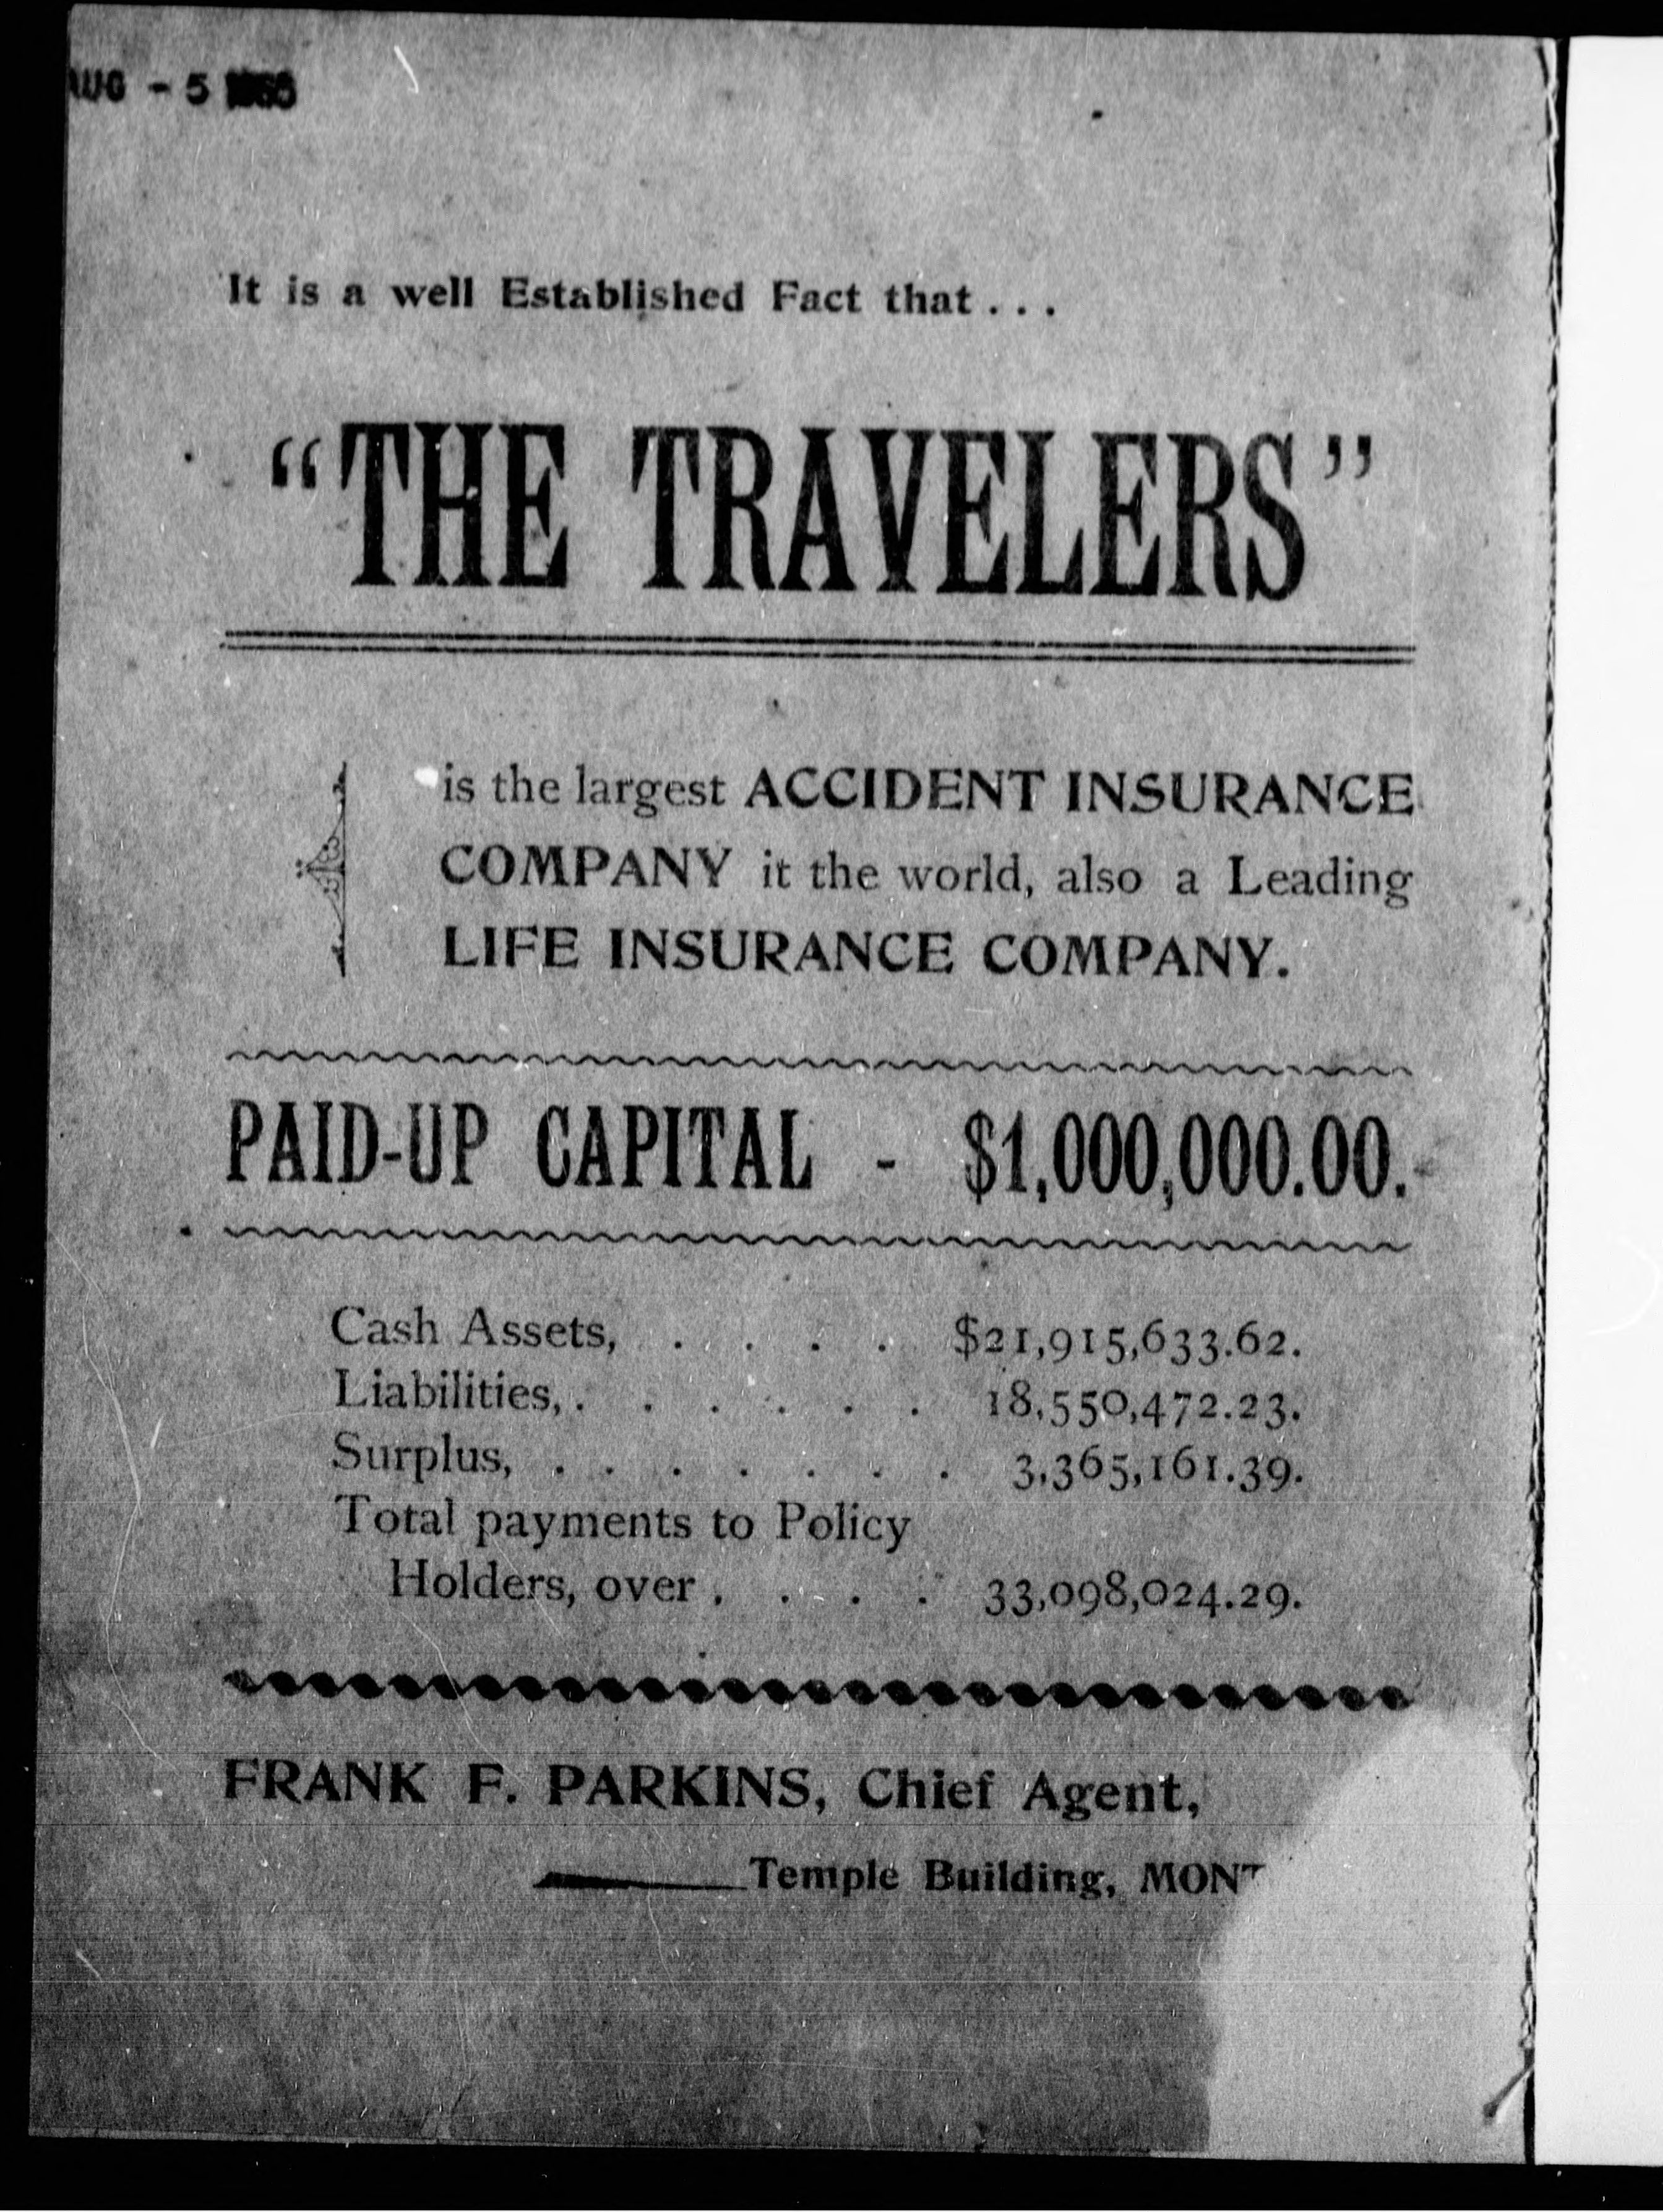 AUG - 5
It is a well Established Fact that . . .
“THE TRAVELERS”
is the largest ACCIDENT INSURANCE
COMPANY it the world, also a Leading
LIFE INSURANCE COMPANY.
PAID-UP CAPITAL - $1,000,000.00.
Cash Assets, . . . . $21,915,633.62.
Liabilities, . . . . . . 18,550,472.23.
Surplus, . . . . . . . 3,365,161.39.
Total payments to Policy
Holders, over . . . . 33,098,024.29.
FRANK F. PARKINS, Chief Agent,
Temple Building, MONT